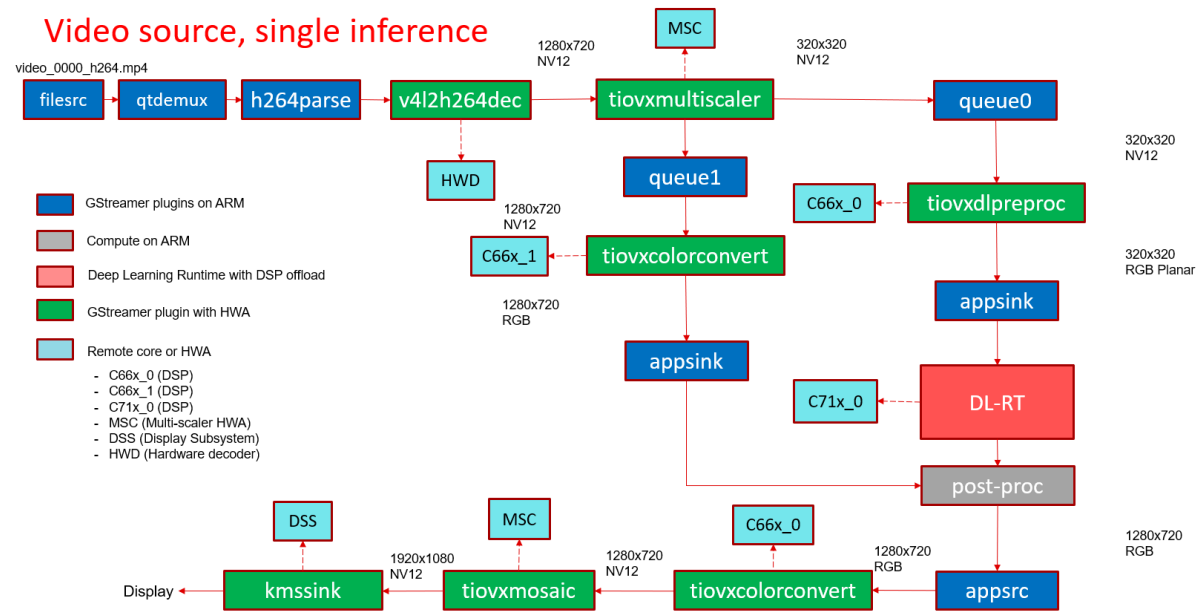 Video source, single inference
video_0000_h264.mp4
filesrc
qtdemux
h264parse
v4l2h264dec
1280x720
NV12
MSC
tiovxmultiscaler
320x320
NV12
queue0
HWD
queue1
320x320
NV12
C66x_0
tiovxdlpreproc
1280x720
NV12
C66x_1
tiovxcolorconvert
320x320
RGB Planar
1280x720
RGB
appsink
appsink
C71x_0
DL-RT
post-proc
GStreamer plugins on ARM
Compute on ARM
Deep Learning Runtime with DSP offload
GStreamer plugin with HWA
Remote core or HWA
- C66x_0 (DSP)
- C66x_1 (DSP)
- C71x_0 (DSP)
- MSC (Multi-scaler HWA)
- DSS (Display Subsystem)
- HWD (Hardware decoder)
1280x720
RGB
appsrc
1280x720
RGB
C66x_0
tiovxcolorconvert
1280x720
NV12
MSC
tiovxmosaic
1920x1080
NV12
DSS
kmssink
Display